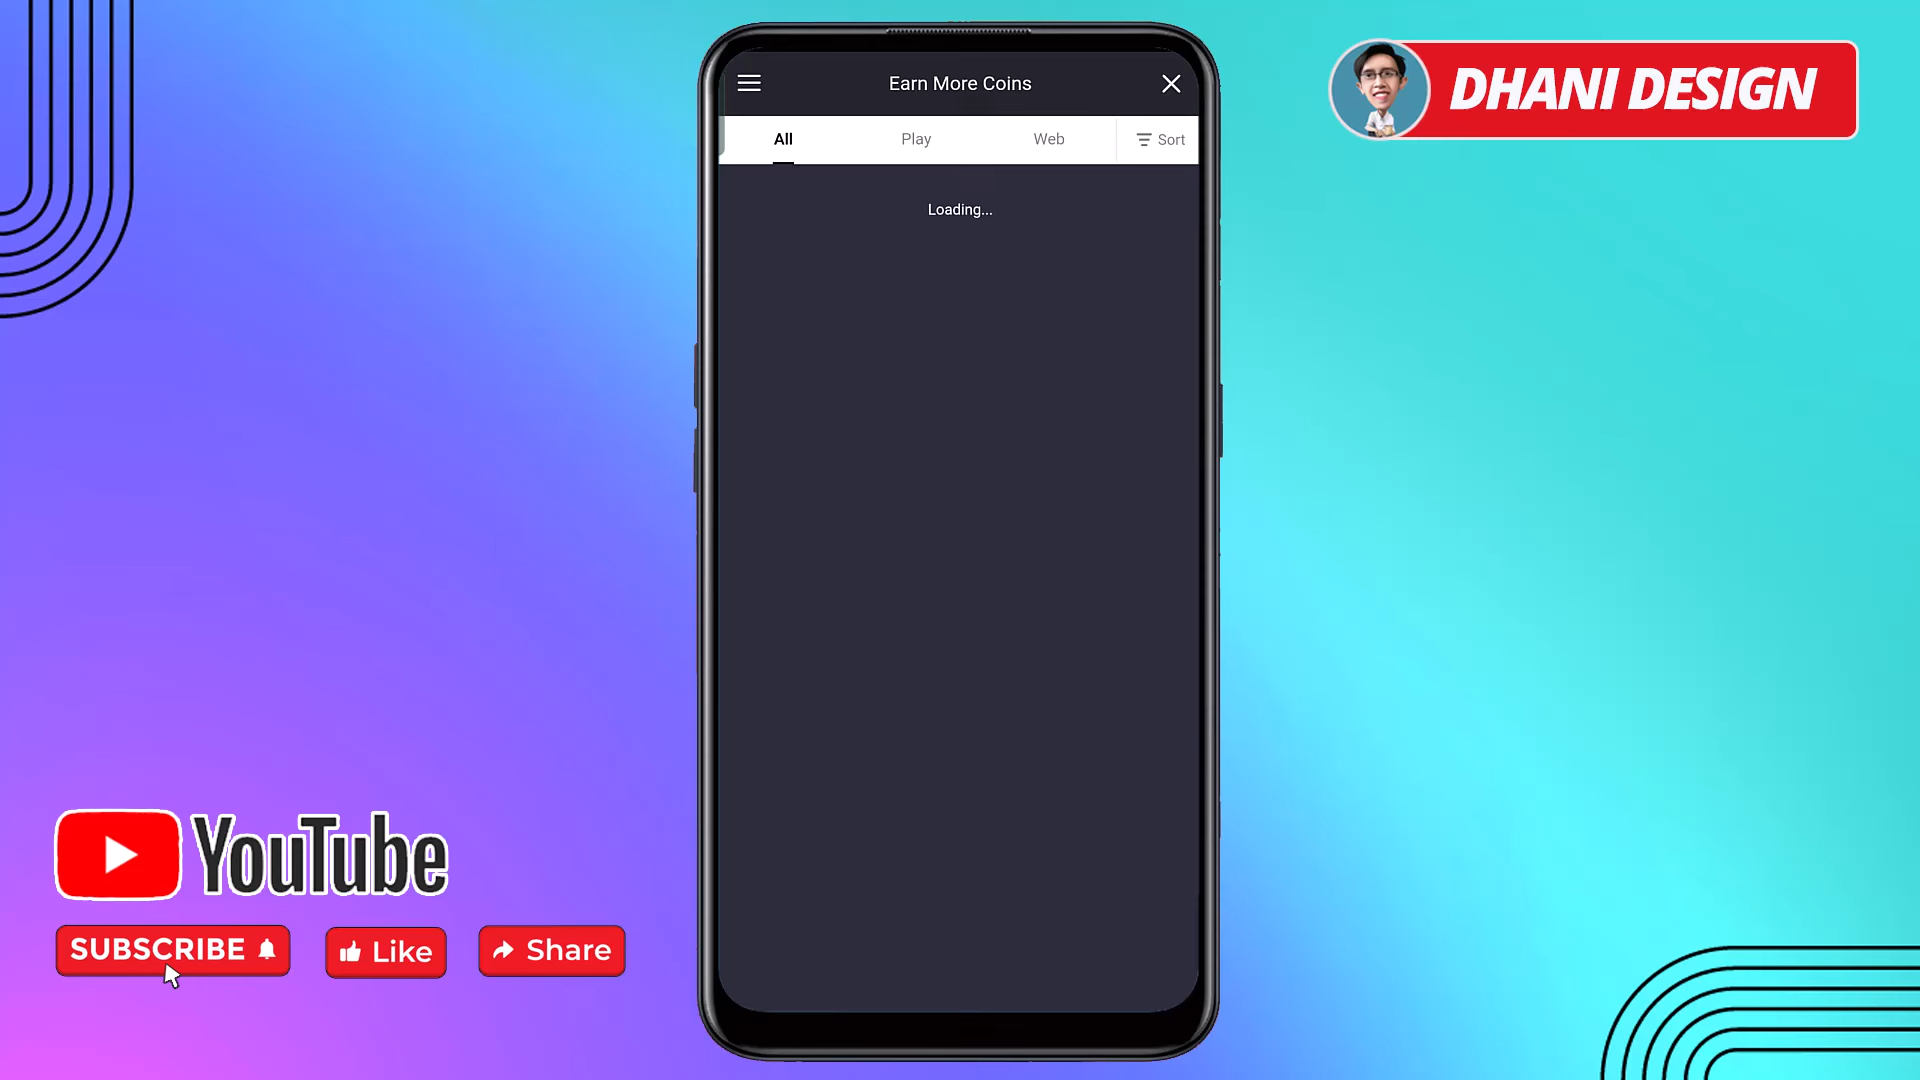 Earn More Coins
DHANI DESIGN
All Play Web Sort
Loading...
YouTube
SUBSCRIBE Like Share